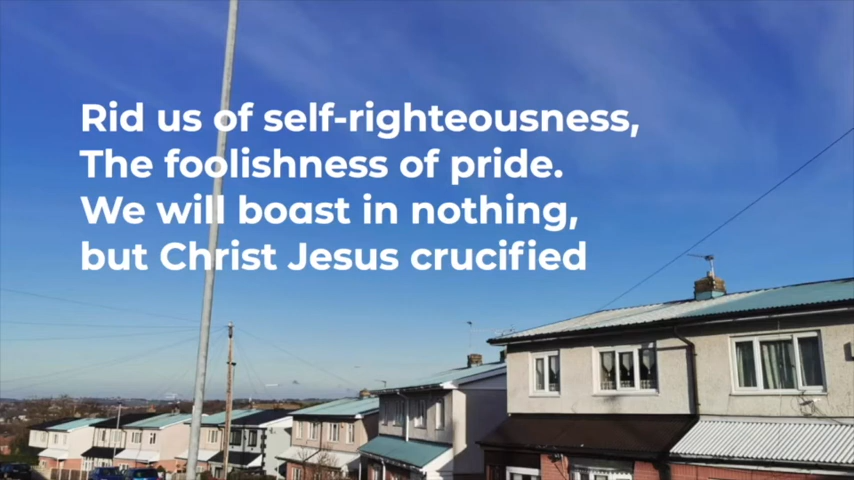 Rid us of self-righteousness,
The foolishness of pride.
We will boast in nothing,
but Christ Jesus crucified